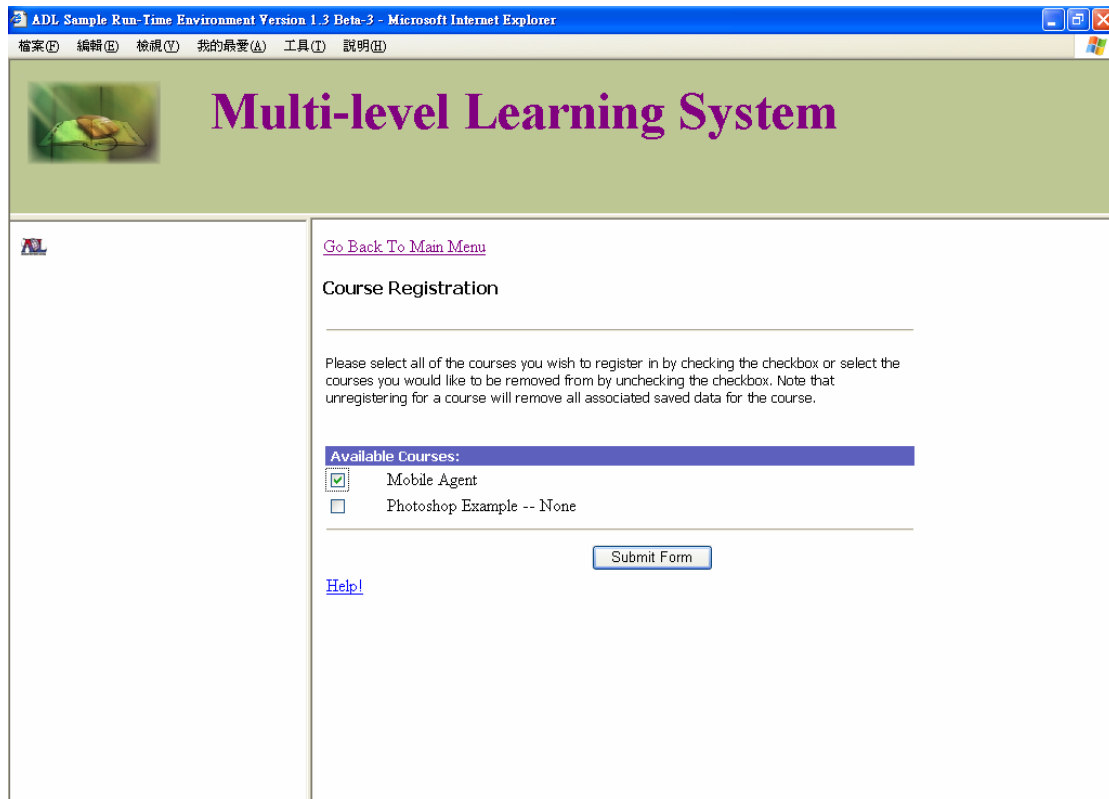 ADL Sample Run-Time Environment Version 1.3 Beta-3 - Microsoft Internet Explorer
檔案(F) 編輯(E) 檢視(V) 我的最愛(A) 工具(T) 說明(H)
Multi-level Learning System
ADL
Go Back To Main Menu
Course Registration
Please select all of the courses you wish to register in by checking the checkbox or select the
courses you would like to be removed from by unchecking the checkbox. Note that
unregistering for a course will remove all associated saved data for the course.
Available Courses:
Mobile Agent
Photoshop Example -- None
Submit Form
Help!